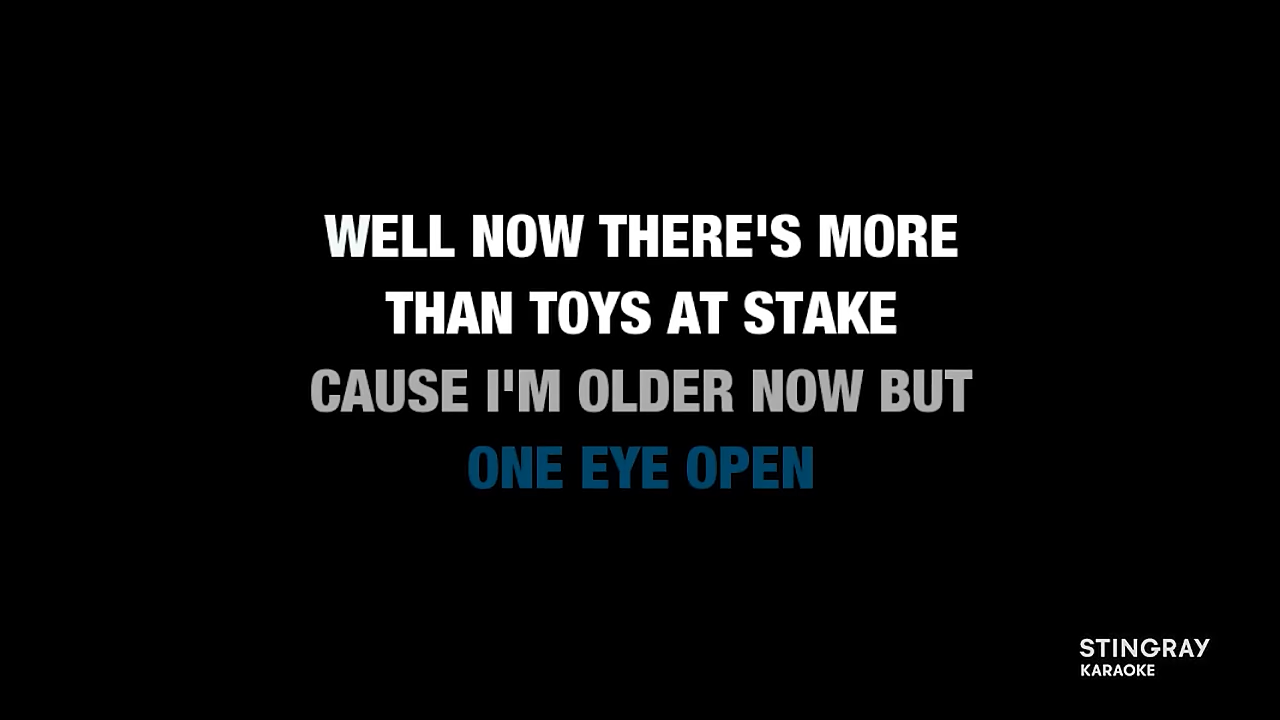 WELL NOW THERE'S MORE
THAN TOYS AT STAKE
CAUSE I'M OLDER NOW BUT
ONE EYE OPEN
STINGRAY
KARAOKE